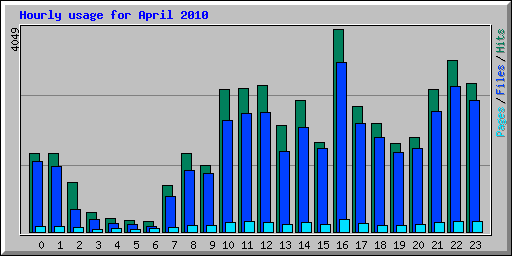 Hourly usage for April 2010
4049
Pages/Files/Hits
0 1 2 3 4 5 6 7 8 9 10 11 12 13 14 15 16 17 18 19 20 21 22 23